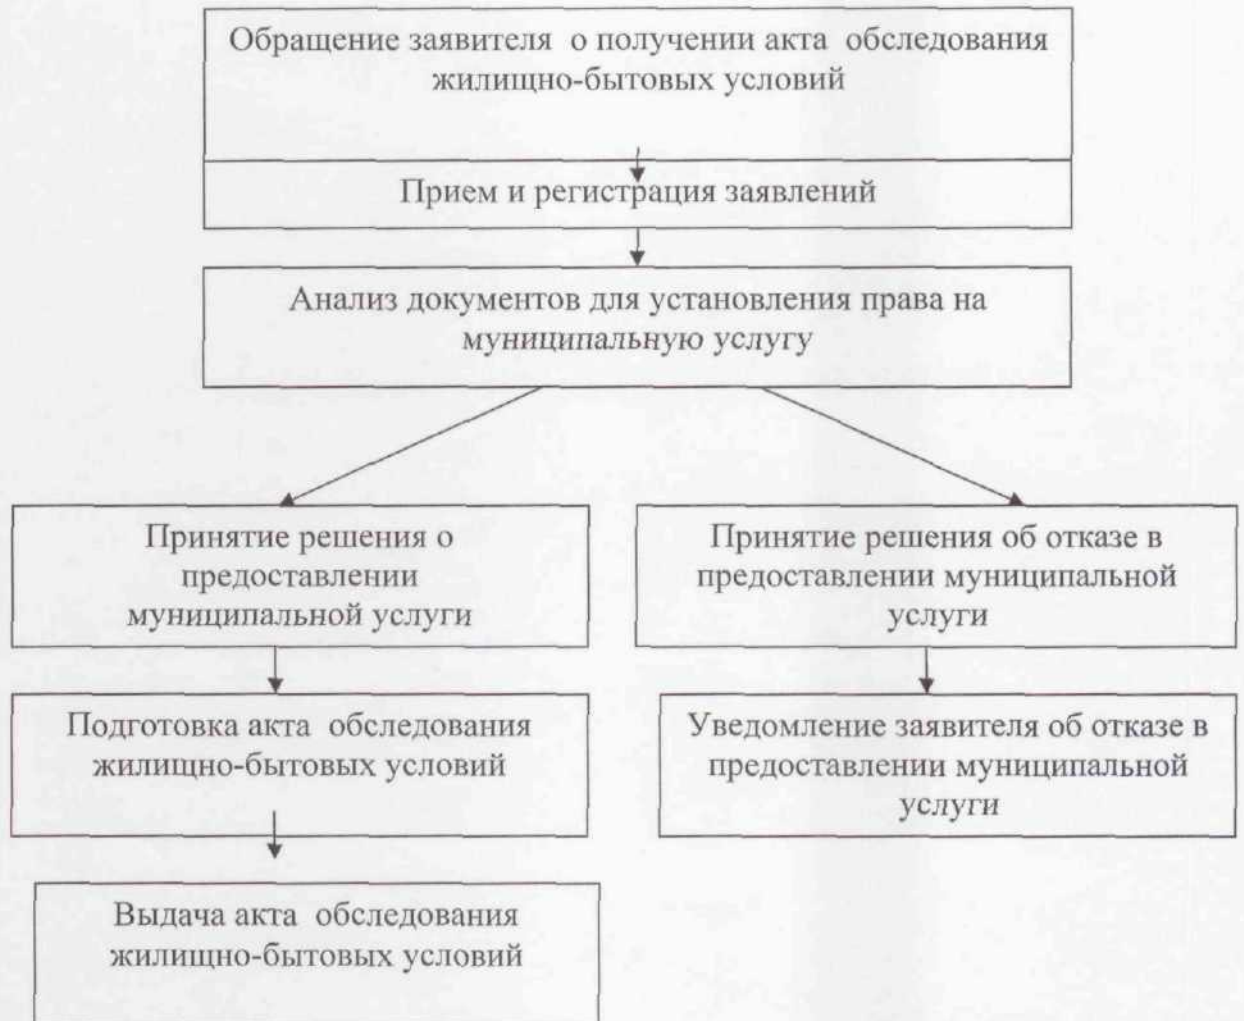 Обращение заявителя о получении акта обследования
жилищно-бытовых условий
Прием и регистрация заявлений
Анализ документов для установления права на
муниципальную услугу
Принятие решения о
предоставлении
муниципальной услуги
Принятие решения об отказе в
предоставлении муниципальной
услуги
Подготовка акта обследования
жилищно-бытовых условий
Уведомление заявителя об отказе в
предоставлении муниципальной
услуги
Выдача акта обследования
жилищно-бытовых условий